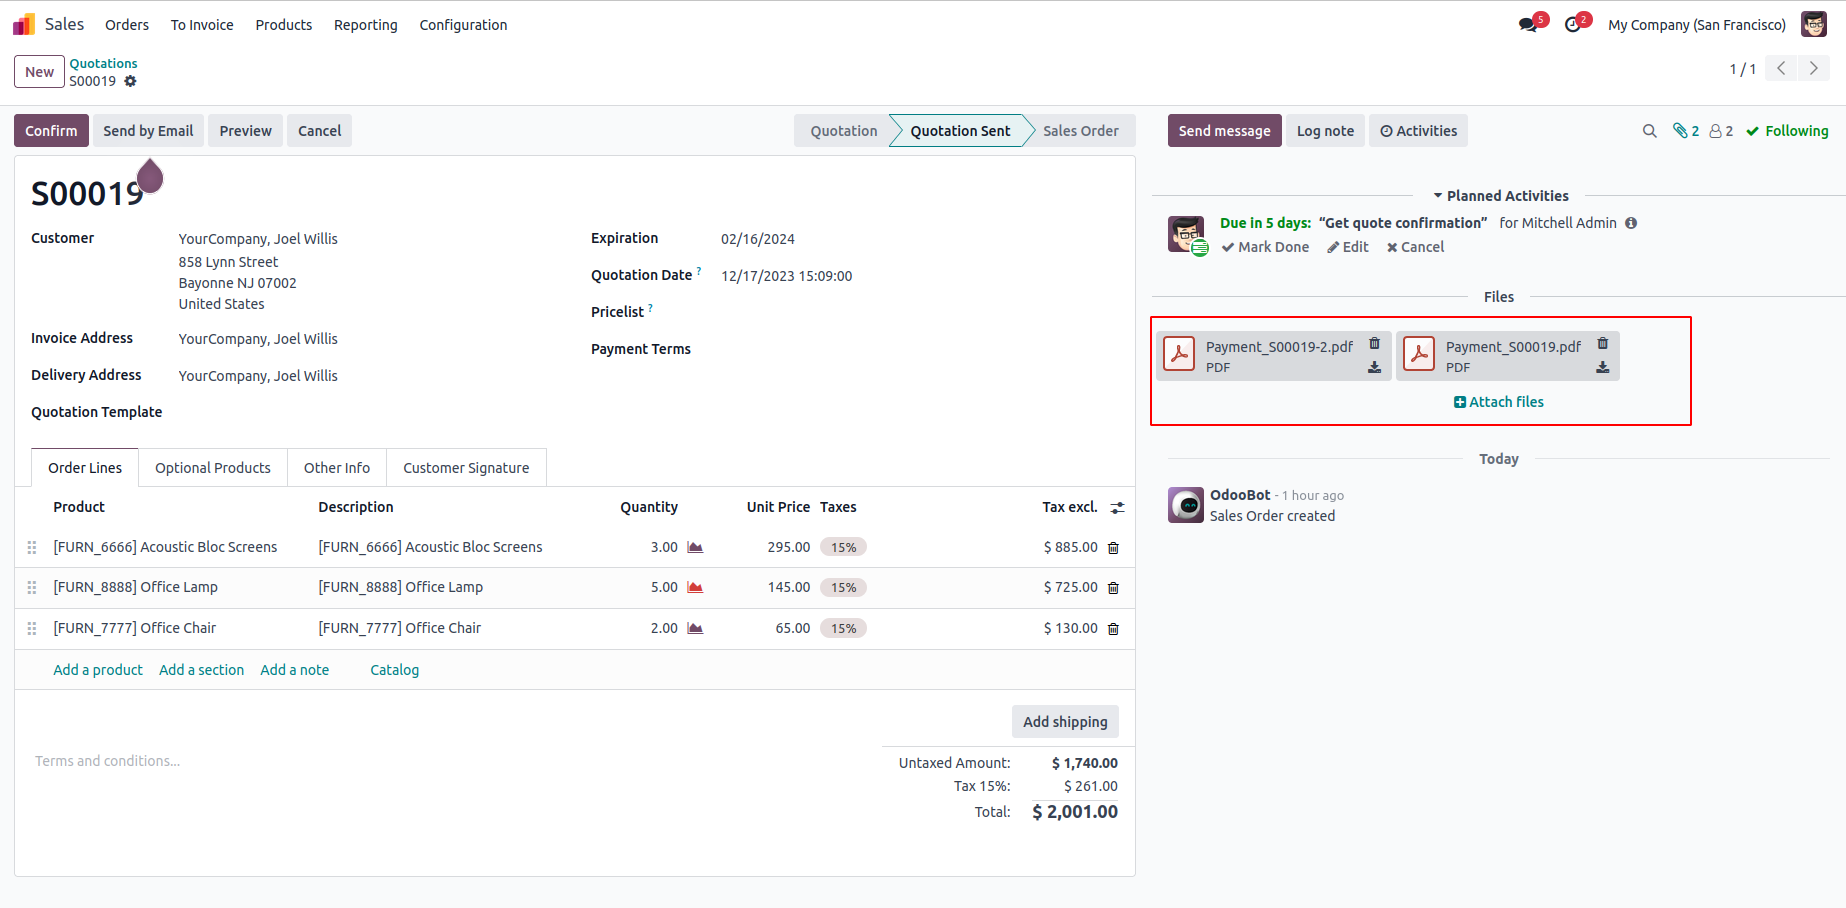 Sales Orders To Invoice Products Reporting Configuration 5 2 My Company (San Francisco)
New Quotations
S00019 1 / 1
Confirm Send by Email Preview Cancel Quotation Quotation Sent Sales Order
S00019
Customer YourCompany, Joel Willis
858 Lynn Street
Bayonne NJ 07002
United States
Invoice Address YourCompany, Joel Willis
Delivery Address YourCompany, Joel Willis
Quotation Template
Expiration 02/16/2024
Quotation Date ? 12/17/2023 15:09:00
Pricelist ?
Payment Terms
Order Lines Optional Products Other Info Customer Signature
Product Description Quantity Unit Price Taxes Tax excl.
[FURN_6666] Acoustic Bloc Screens [FURN_6666] Acoustic Bloc Screens 3.00 295.00 15% $ 885.00
[FURN_8888] Office Lamp [FURN_8888] Office Lamp 5.00 145.00 15% $ 725.00
[FURN_7777] Office Chair [FURN_7777] Office Chair 2.00 65.00 15% $ 130.00
Add a product Add a section Add a note Catalog
Add shipping
Terms and conditions...
Untaxed Amount: $ 1,740.00
Tax 15%: $ 261.00
Total: $ 2,001.00
Send message Log note Activities 2 2 Following
Planned Activities
Due in 5 days: “Get quote confirmation” for Mitchell Admin
Mark Done Edit Cancel
Files
Payment_S00019-2.pdf
PDF
Payment_S00019.pdf
PDF
Attach files
Today
OdooBot - 1 hour ago
Sales Order created